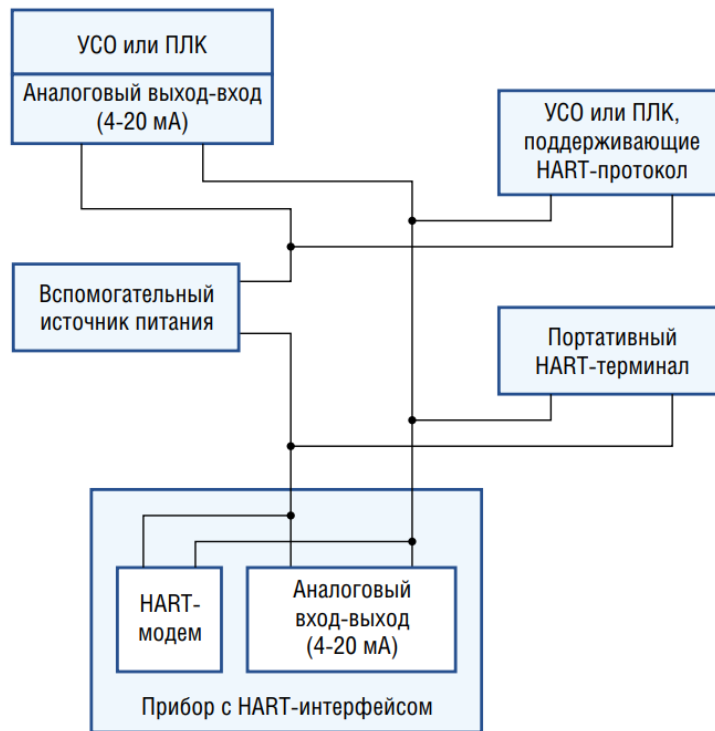 УСО или ПЛК
Аналоговый выход-вход
(4-20 мА)
УСО или ПЛК,
поддерживающие
HART-протокол
Вспомогательный
источник питания
Портативный
HART-терминал
HART-
модем
Аналоговый
вход-выход
(4-20 мА)
Прибор с HART-интерфейсом